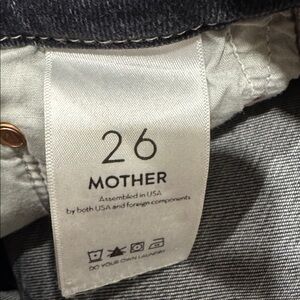 26
MOTHER
Assembled in USA
by both USA and foreign components
DO YOUR OWN LAUNDRY